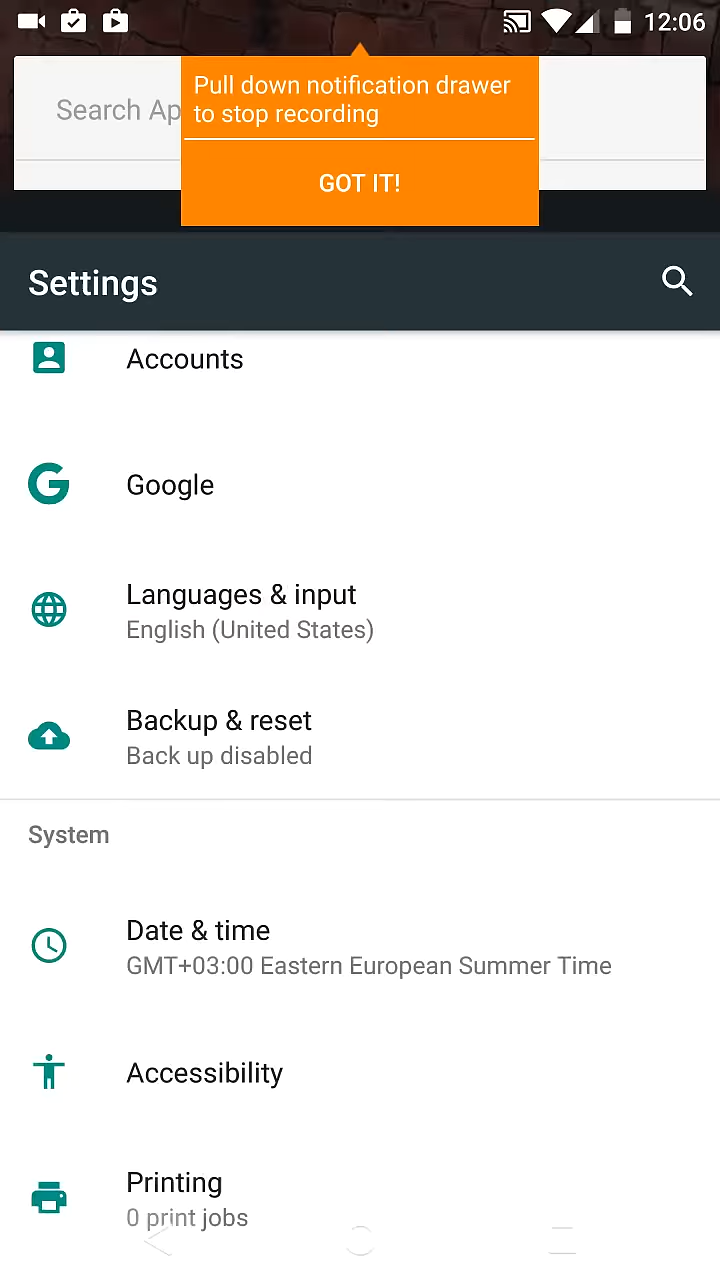 12:06
Search Ap
Pull down notification drawer
to stop recording
GOT IT!
Settings
Accounts
Google
Languages & input
English (United States)
Backup & reset
Back up disabled
System
Date & time
GMT+03:00 Eastern European Summer Time
Accessibility
Printing
0 print jobs